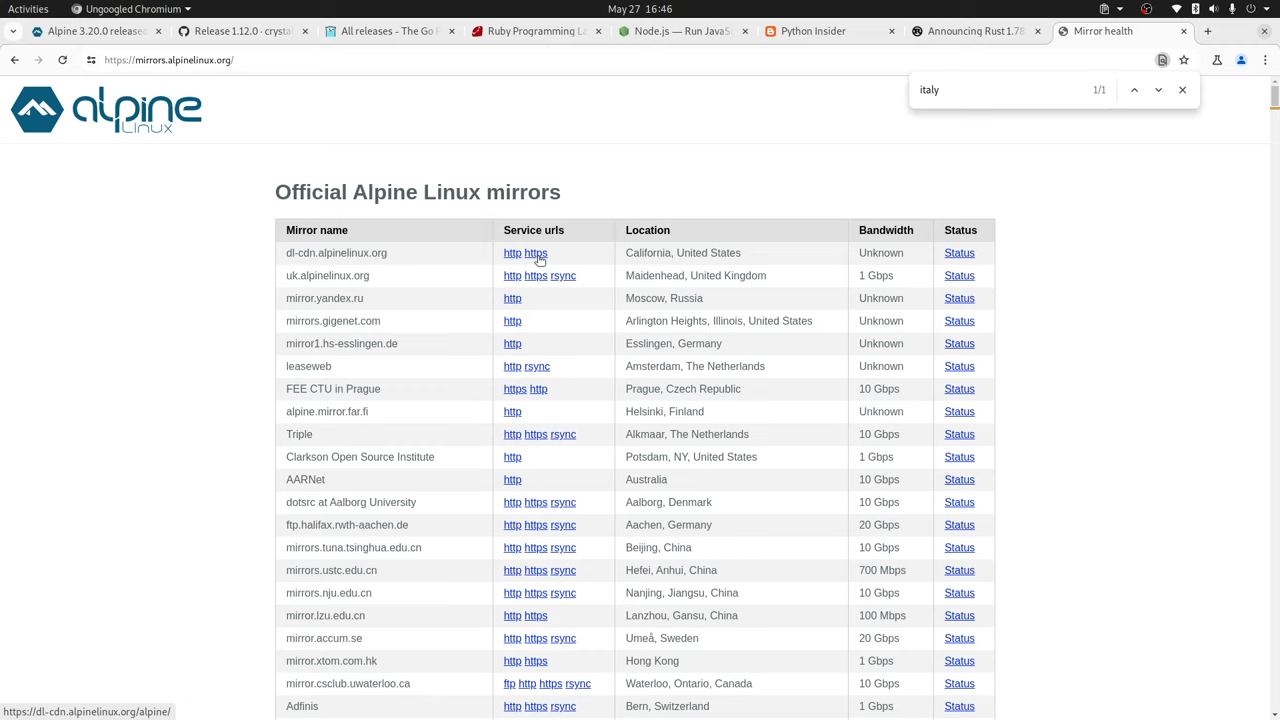 Activities Ungoogled Chromium May 27 16:46
Alpine 3.20.0 released Release 1.12.0 · crysta All releases - The Go P Ruby Programming La Node.js — Run JavaSc Python Insider Announcing Rust 1.78. Mirror health
https://mirrors.alpinelinux.org/
italy 1/1
alpine
LINUX
Official Alpine Linux mirrors
Mirror name Service urls Location Bandwidth Status
dl-cdn.alpinelinux.org http https California, United States Unknown Status
uk.alpinelinux.org http https rsync Maidenhead, United Kingdom 1 Gbps Status
mirror.yandex.ru http Moscow, Russia Unknown Status
mirrors.gigenet.com http Arlington Heights, Illinois, United States Unknown Status
mirror1.hs-esslingen.de http Esslingen, Germany Unknown Status
leaseweb http rsync Amsterdam, The Netherlands Unknown Status
FEE CTU in Prague https http Prague, Czech Republic 10 Gbps Status
alpine.mirror.far.fi http Helsinki, Finland Unknown Status
Triple http https rsync Alkmaar, The Netherlands 10 Gbps Status
Clarkson Open Source Institute http Potsdam, NY, United States 1 Gbps Status
AARNet http Australia 10 Gbps Status
dotsrc at Aalborg University http https rsync Aalborg, Denmark 10 Gbps Status
ftp.halifax.rwth-aachen.de http https rsync Aachen, Germany 20 Gbps Status
mirrors.tuna.tsinghua.edu.cn http https rsync Beijing, China 10 Gbps Status
mirrors.ustc.edu.cn http https rsync Hefei, Anhui, China 700 Mbps Status
mirrors.nju.edu.cn http https rsync Nanjing, Jiangsu, China 10 Gbps Status
mirror.lzu.edu.cn http https Lanzhou, Gansu, China 100 Mbps Status
mirror.accum.se http https rsync Umeå, Sweden 20 Gbps Status
mirror.xtom.com.hk http https Hong Kong 1 Gbps Status
mirror.csclub.uwaterloo.ca ftp http https rsync Waterloo, Ontario, Canada 10 Gbps Status
Adfinis http https rsync Bern, Switzerland 1 Gbps Status
https://dl-cdn.alpinelinux.org/alpine/